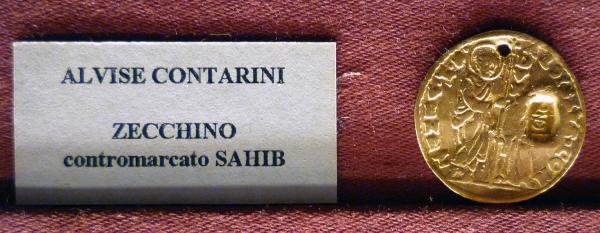 ALVISE CONTARINI
ZECCHINO
contromarcato SAHIB